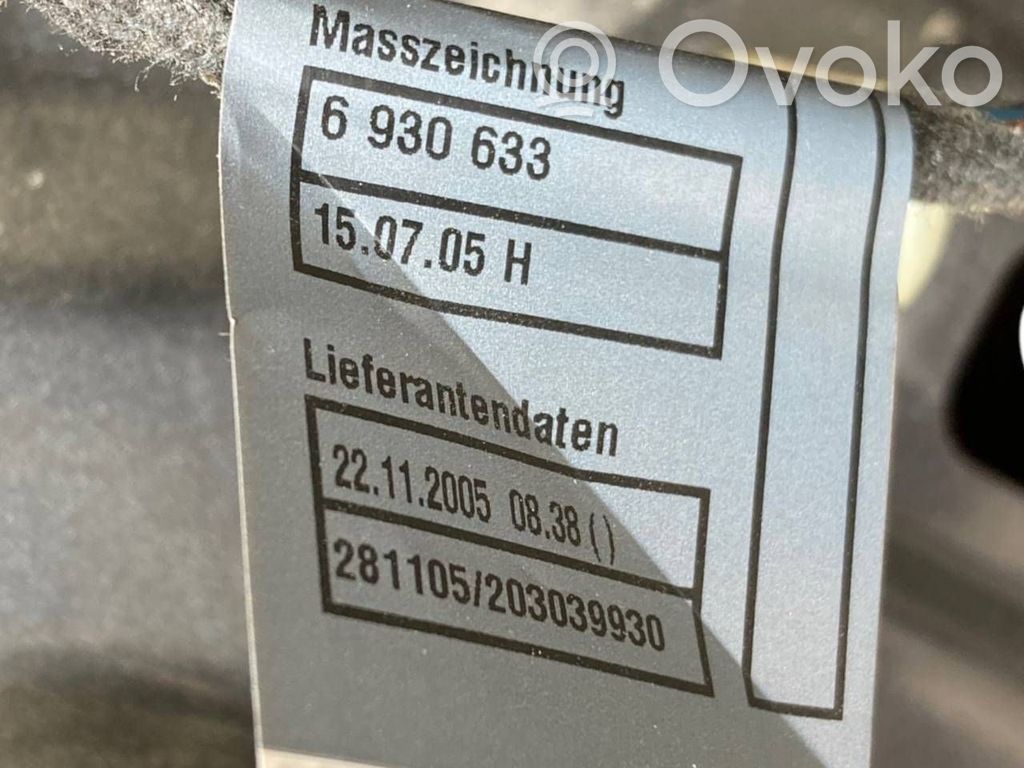 Ovoko
Masszeichnung
6 930 633
15.07.05 H
Lieferantendaten
22.11.2005 08.38 ( )
281105/203039930